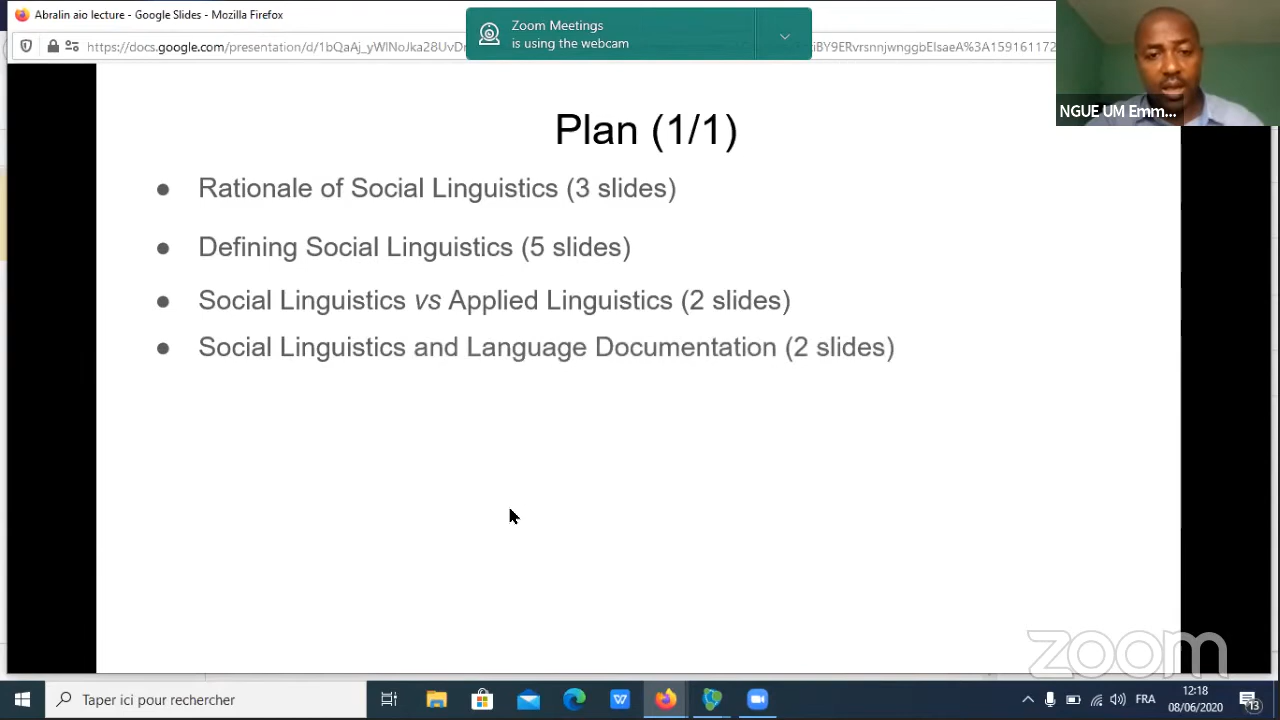 Abralin aio lecture - Google Slides - Mozilla Firefox
Zoom Meetings
is using the webcam
NGUE UM Emm...
Plan (1/1)
● Rationale of Social Linguistics (3 slides)
● Defining Social Linguistics (5 slides)
● Social Linguistics vs Applied Linguistics (2 slides)
● Social Linguistics and Language Documentation (2 slides)
zoom
Taper ici pour rechercher
FRA
12:18
08/06/2020
13